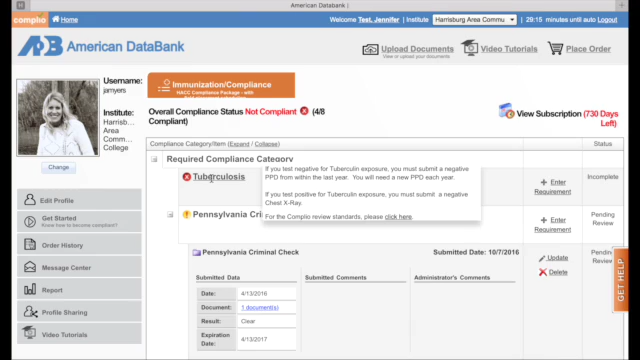 American Databank |
complio Home
Welcome Test, Jennifer | Institute Harrisburg Area Commu | 29:15 minutes until auto Logout
ADB American DataBank
Upload Documents
View or upload your documents
Video Tutorials
Place Order
Username:
jamyers
Institute:
Harrisb...
Area
Comm...
College
Change
Immunization/Compliance
HACC Compliance Package - with
Overall Compliance Status Not Compliant (4/8
Compliant)
View Subscription (730 Days
Left)
Compliance Category/Item (Expand / Collapse)
Status
Required Compliance Category
Tuberculosis
If you test negative for Tuberculin exposure, you must submit a negative
PPD from within the last year. You will need a new PPD each year.
If you test positive for Tuberculin exposure, you must submit a negative
Chest X-Ray.
For the Complio review standards, please click here.
Enter
Requirement
Incomplete
Pennsylvania Cri
Enter
Requirement
Pending
Review
Pennsylvania Criminal Check
Submitted Date: 10/7/2016
Update
Delete
Pending
Review
Submitted Data
Submitted Comments
Administrator's Comments
Date: 4/13/2016
Document: 1 document(s)
Result: Clear
Expiration
Date: 4/13/2017
Edit Profile
Get Started
Know how to become compliant?
Order History
Message Center
Report
Profile Sharing
Video Tutorials
GET HELP